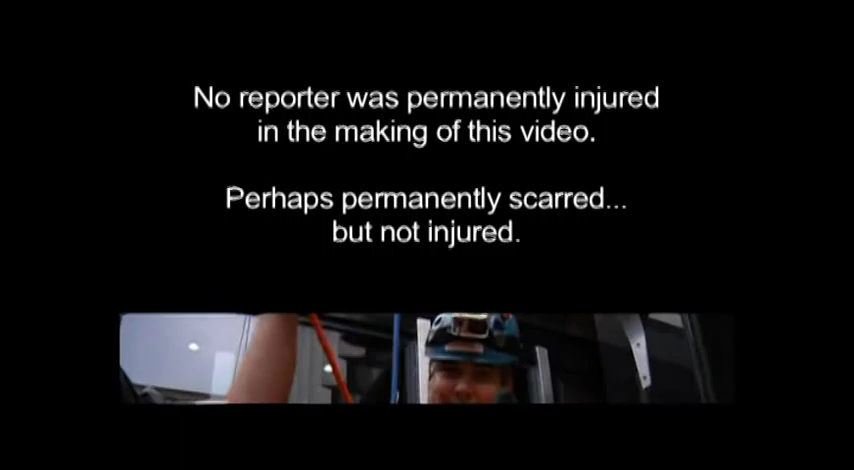 No reporter was permanently injured
in the making of this video.
Perhaps permanently scarred...
but not injured.